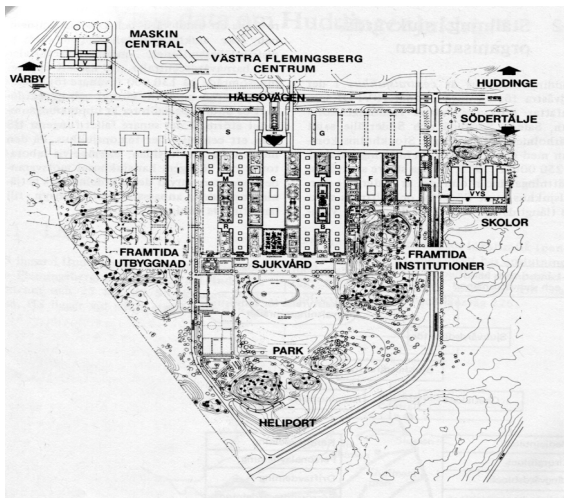 MASKIN
CENTRAL
VÄSTRA FLEMINGSBERG
CENTRUM
VÅRBY
HUDDINGE
HÄLSOVÄGEN
SÖDERTÄLJE
S
G
I
M
C
K
F
R
B
VYS
SKOLOR
FRAMTIDA
UTBYGGNAD
SJUKVÅRD
FRAMTIDA
INSTITUTIONER
PARK
HELIPORT